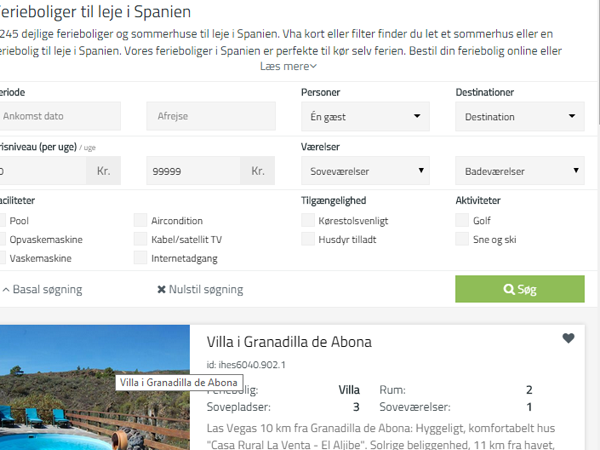 erieboliger til leje i Spanien
245 dejlige ferieboliger og sommerhuse til leje i Spanien. Vha kort eller filter finder du let et sommerhus eller en
eriebolig til leje i Spanien. Vores ferieboliger i Spanien er perfekte til kør selv ferien. Bestil din feriebolig online eller
Læs mere
eriode Personer Destinationer
Ankomst dato Afrejse Én gæst Destination
risniveau (per uge) / uge Værelser
0 Kr. 99999 Kr. Soveværelser Badeværelser
aciliteter Tilgængelighed Aktiviteter
Pool Aircondition Kørestolsvenligt Golf
Opvaskemaskine Kabel/satellit TV Husdyr tilladt Sne og ski
Vaskemaskine Internetadgang
Basal søgning Nulstil søgning Søg
Villa i Granadilla de Abona
id: ihes6040.902.1
Villa i Granadilla de Abona
bolig: Villa Rum: 2
Sovepladser: 3 Soveværelser: 1
Las Vegas 10 km fra Granadilla de Abona: Hyggeligt, komfortabelt hus
"Casa Rural La Venta - El Aljibe". Solrige beliggenhed, 11 km fra havet,